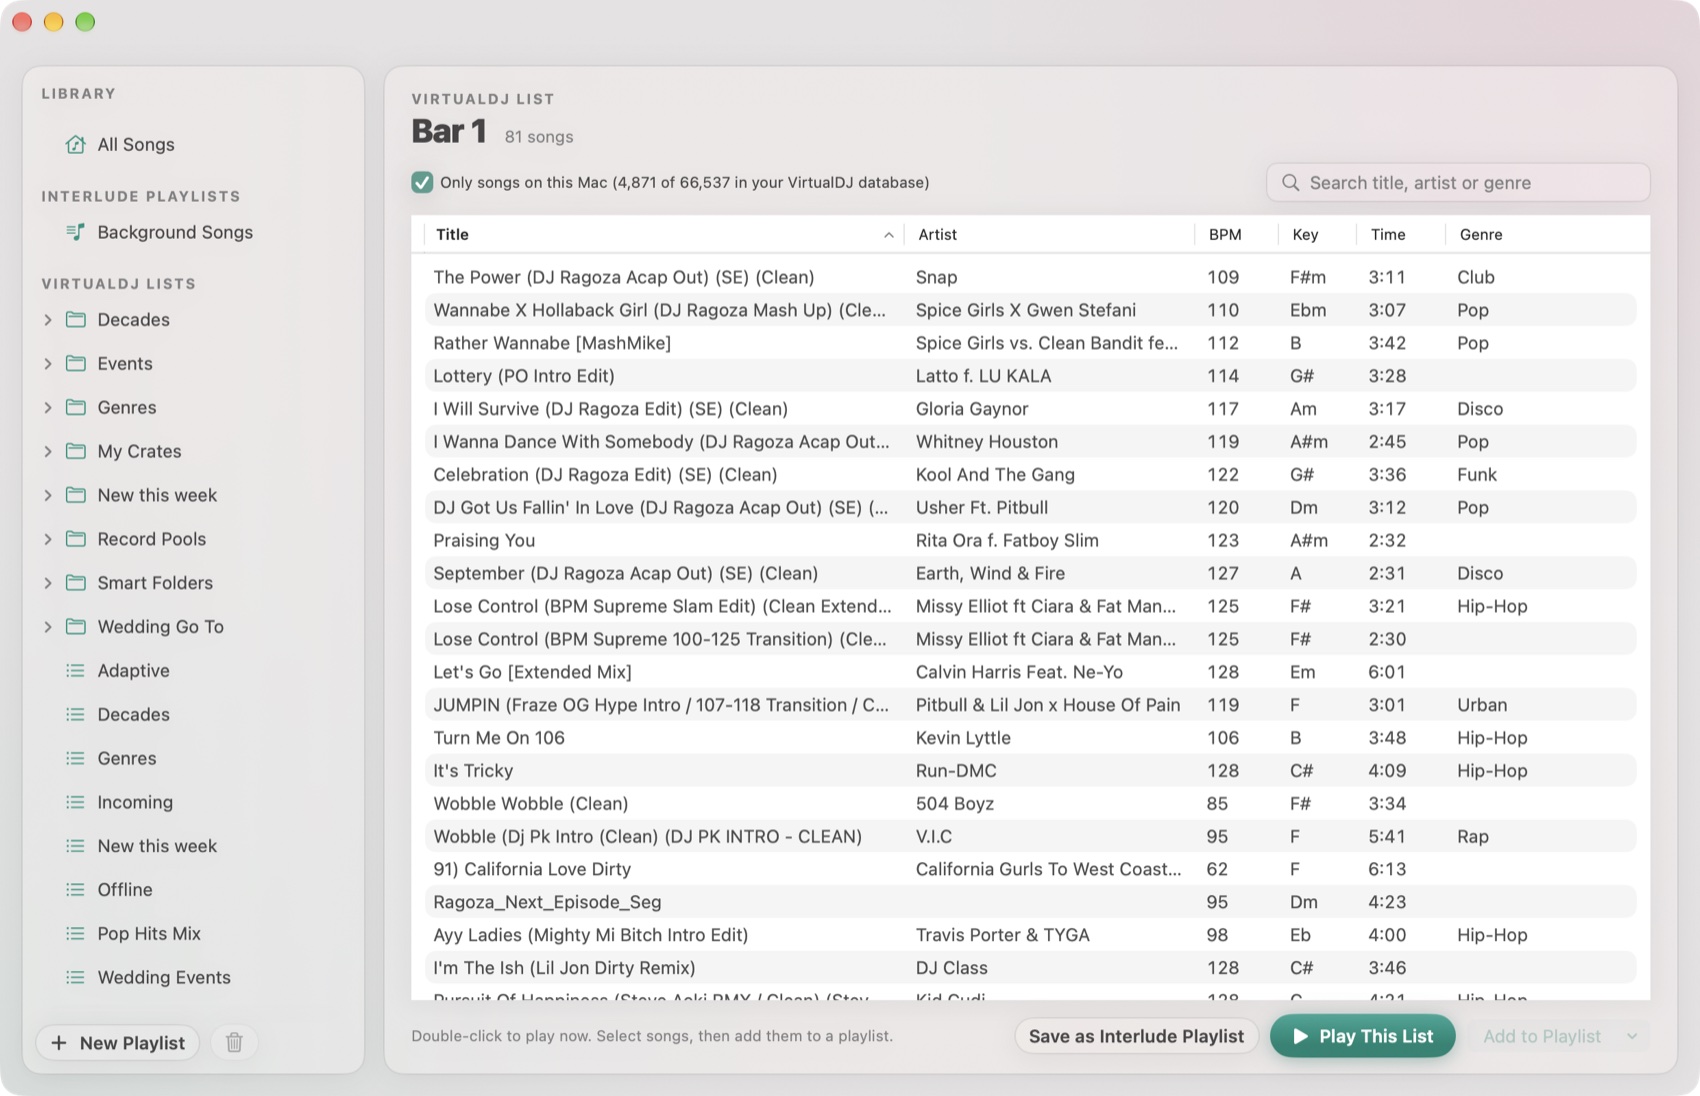 LIBRARY
All Songs
INTERLUDE PLAYLISTS
Background Songs
VIRTUALDJ LISTS
Decades
Events
Genres
My Crates
New this week
Record Pools
Smart Folders
Wedding Go To
Adaptive
Decades
Genres
Incoming
New this week
Offline
Pop Hits Mix
Wedding Events
+ New Playlist
VIRTUALDJ LIST
Bar 1 81 songs
Only songs on this Mac (4,871 of 66,537 in your VirtualDJ database)
Search title, artist or genre
Title Artist BPM Key Time Genre
The Power (DJ Ragoza Acap Out) (SE) (Clean) Snap 109 F#m 3:11 Club
Wannabe X Hollaback Girl (DJ Ragoza Mash Up) (Cle... Spice Girls X Gwen Stefani 110 Ebm 3:07 Pop
Rather Wannabe [MashMike] Spice Girls vs. Clean Bandit fe... 112 B 3:42 Pop
Lottery (PO Intro Edit) Latto f. LU KALA 114 G# 3:28
I Will Survive (DJ Ragoza Edit) (SE) (Clean) Gloria Gaynor 117 Am 3:17 Disco
I Wanna Dance With Somebody (DJ Ragoza Acap Out... Whitney Houston 119 A#m 2:45 Pop
Celebration (DJ Ragoza Edit) (SE) (Clean) Kool And The Gang 122 G# 3:36 Funk
DJ Got Us Fallin' In Love (DJ Ragoza Acap Out) (SE) (... Usher Ft. Pitbull 120 Dm 3:12 Pop
Praising You Rita Ora f. Fatboy Slim 123 A#m 2:32
September (DJ Ragoza Acap Out) (SE) (Clean) Earth, Wind & Fire 127 A 2:31 Disco
Lose Control (BPM Supreme Slam Edit) (Clean Extend... Missy Elliot ft Ciara & Fat Man... 125 F# 3:21 Hip-Hop
Lose Control (BPM Supreme 100-125 Transition) (Cle... Missy Elliot ft Ciara & Fat Man... 125 F# 2:30
Let's Go [Extended Mix] Calvin Harris Feat. Ne-Yo 128 Em 6:01
JUMPIN (Fraze OG Hype Intro / 107-118 Transition / C... Pitbull & Lil Jon x House Of Pain 119 F 3:01 Urban
Turn Me On 106 Kevin Lyttle 106 B 3:48 Hip-Hop
It's Tricky Run-DMC 128 C# 4:09 Hip-Hop
Wobble Wobble (Clean) 504 Boyz 85 F# 3:34
Wobble (Dj Pk Intro (Clean) (DJ PK INTRO - CLEAN) V.I.C 95 F 5:41 Rap
91) California Love Dirty California Gurls To West Coast... 62 F 6:13
Ragoza_Next_Episode_Seg 95 Dm 4:23
Ayy Ladies (Mighty Mi Bitch Intro Edit) Travis Porter & TYGA 98 Eb 4:00 Hip-Hop
I'm The Ish (Lil Jon Dirty Remix) DJ Class 128 C# 3:46
Pursuit Of Happiness (Steve Aoki RMX / Clean) Kid Cudi Hip-Hop
Double-click to play now. Select songs, then add them to a playlist.
Save as Interlude Playlist
Play This List
Add to Playlist